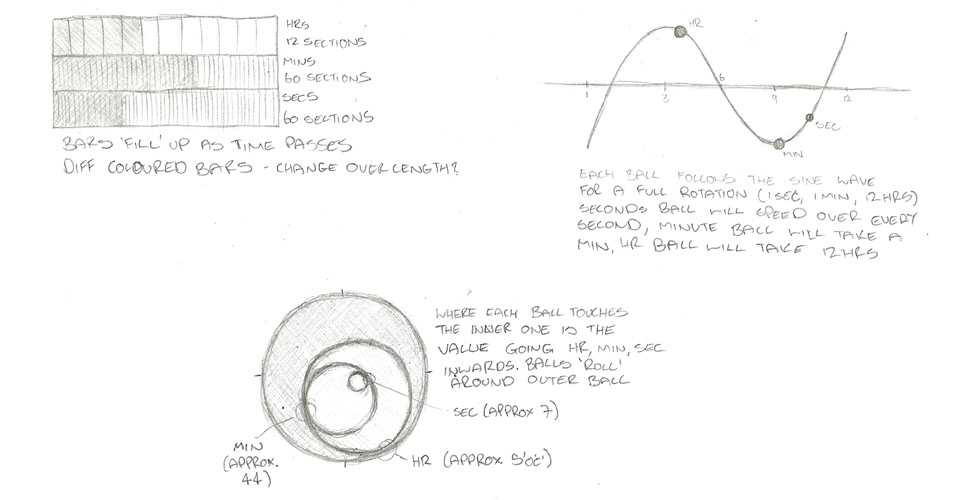 HRS
12 SECTIONS
MINS
60 SECTIONS
SECS
60 SECTIONS
BARS 'FILL' UP AS TIME PASSES
DIFF COLOURED BARS - CHANGE OVER LENGTH?
HR
1
3
6
9
12
SEC
MIN
EACH BALL FOLLOWS THE SINE WAVE
FOR A FULL ROTATION (1SEC, 1MIN, 12HRS)
SECONDS BALL WILL SPEED OVER EVERY
SECOND, MINUTE BALL WILL TAKE A
MIN, HR BALL WILL TAKE 12HRS
WHERE EACH BALL TOUCHES
THE INNER ONE IS THE
VALUE GOING HR, MIN, SEC
INWARDS. BALLS 'ROLL'
AROUND OUTER BALL
SEC (APPROX 7)
MIN
(APPROX.
44)
HR (APPROX 5'OC')